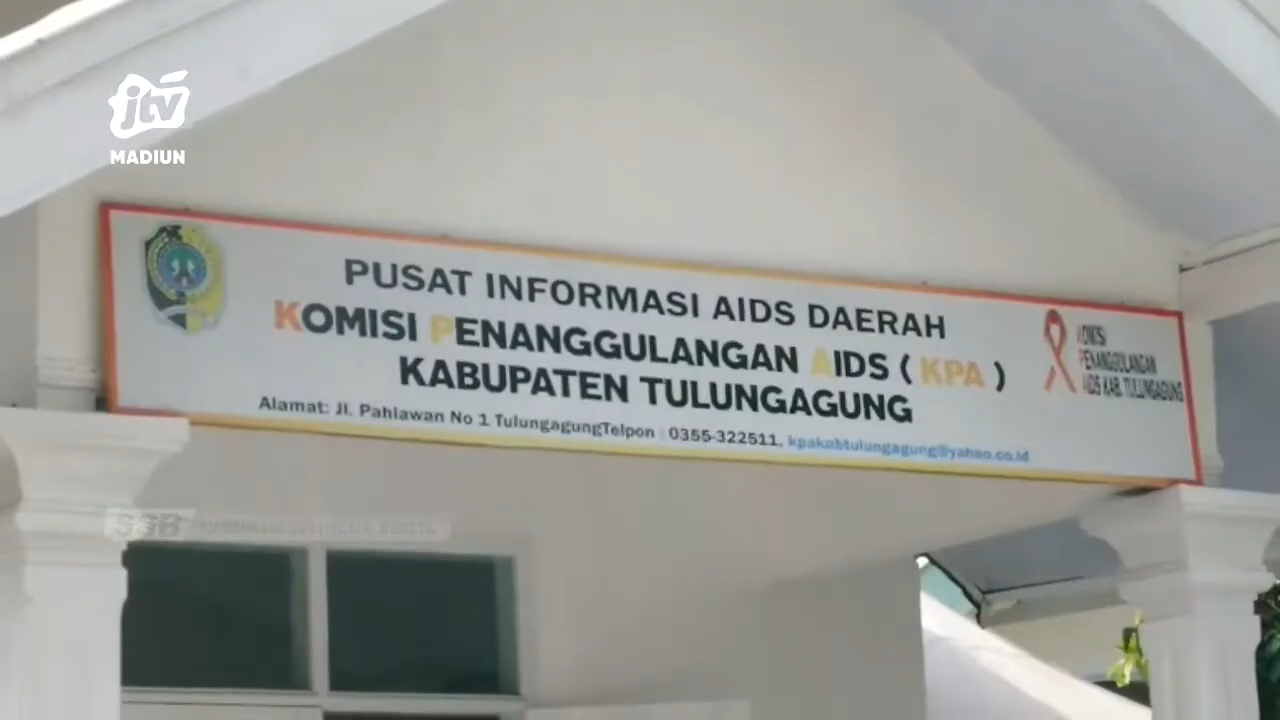 jtv
MADIUN
PUSAT INFORMASI AIDS DAERAH
KOMISI PENANGGULANGAN AIDS ( KPA )
KABUPATEN TULUNGAGUNG
Alamat: Jl. Pahlawan No 1 TulungagungTelpon : 0355-322511, kpakabtulungagung@yahoo.co.id
KOMISI
PENANGGULANGAN
AIDS KAB. TULUNGAGUNG